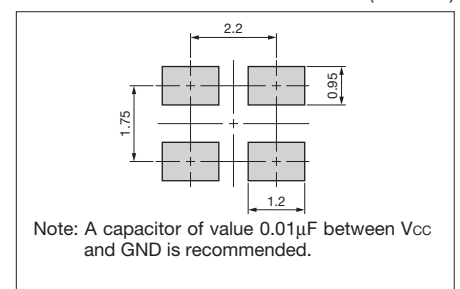 2.2
0.95
1.75
1.2
Note: A capacitor of value 0.01µF between Vcc
and GND is recommended.